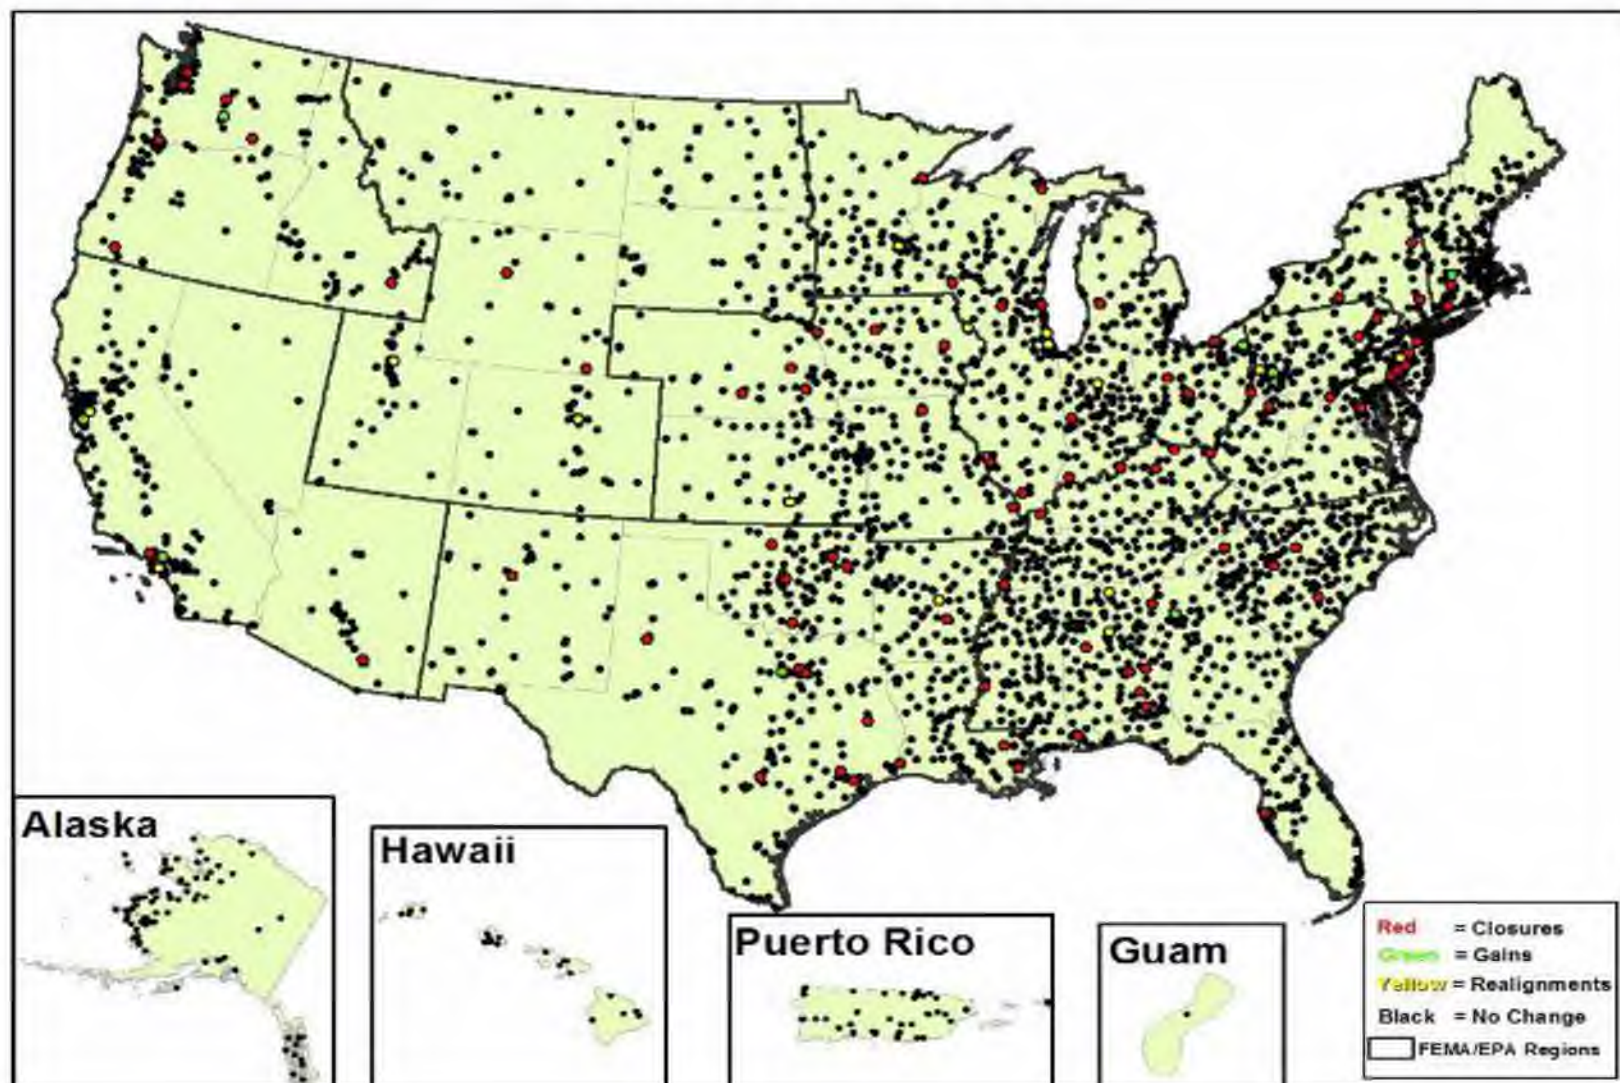 Alaska
Hawaii
Puerto Rico
Guam
Red = Closures
Green = Gains
Yellow = Realignments
Black = No Change
FEMA/EPA Regions